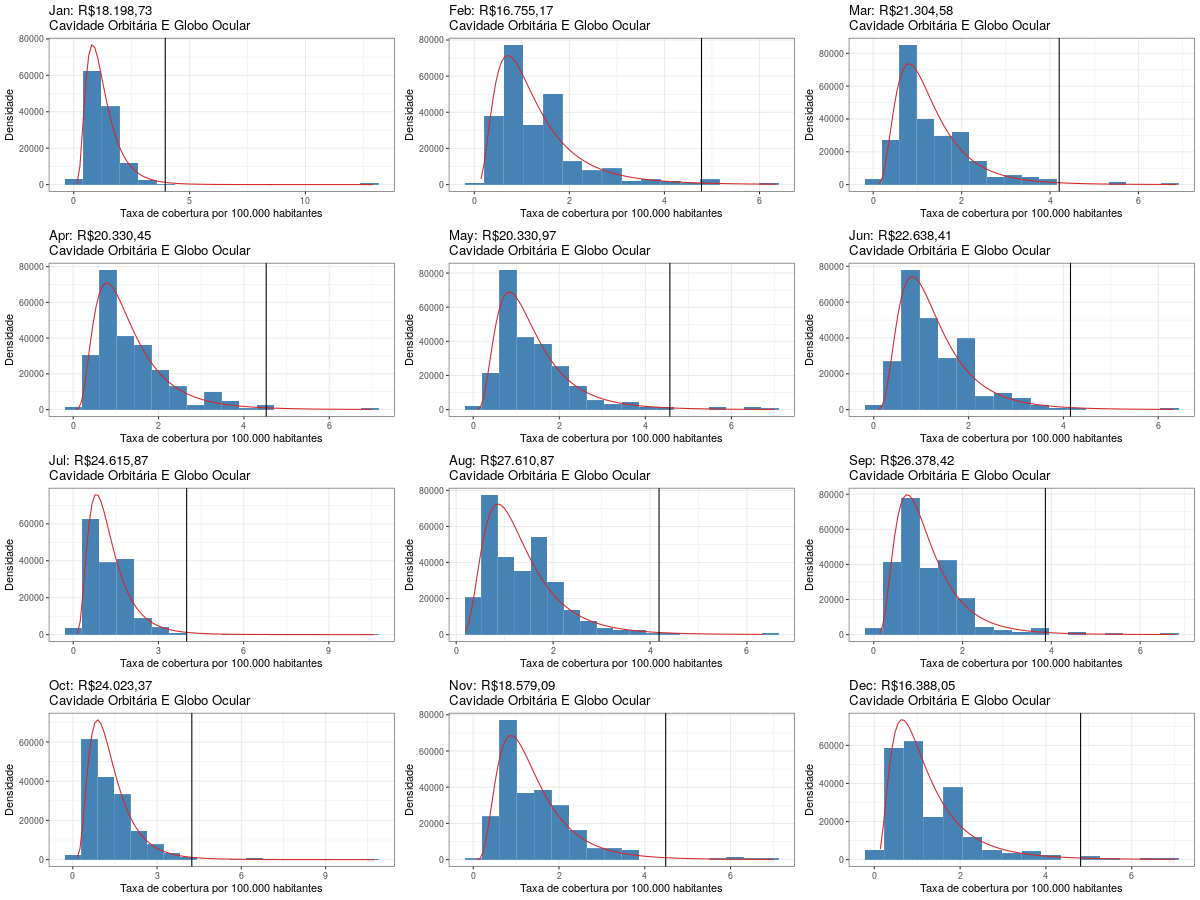 Jan: R$18.198,73
Cavidade Orbitária E Globo Ocular
80000
60000
40000
20000
0
Densidade
0 5 10
Taxa de cobertura por 100.000 habitantes
Feb: R$16.755,17
Cavidade Orbitária E Globo Ocular
80000
60000
40000
20000
0
Densidade
0 2 4 6
Taxa de cobertura por 100.000 habitantes
Mar: R$21.304,58
Cavidade Orbitária E Globo Ocular
80000
60000
40000
20000
0
Densidade
0 2 4 6
Taxa de cobertura por 100.000 habitantes
Apr: R$20.330,45
Cavidade Orbitária E Globo Ocular
80000
60000
40000
20000
0
Densidade
0 2 4 6
Taxa de cobertura por 100.000 habitantes
May: R$20.330,97
Cavidade Orbitária E Globo Ocular
80000
60000
40000
20000
0
Densidade
0 2 4 6
Taxa de cobertura por 100.000 habitantes
Jun: R$22.638,41
Cavidade Orbitária E Globo Ocular
80000
60000
40000
20000
0
Densidade
0 2 4 6
Taxa de cobertura por 100.000 habitantes
Jul: R$24.615,87
Cavidade Orbitária E Globo Ocular
60000
40000
20000
0
Densidade
0 3 6 9
Taxa de cobertura por 100.000 habitantes
Aug: R$27.610,87
Cavidade Orbitária E Globo Ocular
80000
60000
40000
20000
0
Densidade
0 2 4 6
Taxa de cobertura por 100.000 habitantes
Sep: R$26.378,42
Cavidade Orbitária E Globo Ocular
80000
60000
40000
20000
0
Densidade
0 2 4 6
Taxa de cobertura por 100.000 habitantes
Oct: R$24.023,37
Cavidade Orbitária E Globo Ocular
60000
40000
20000
0
Densidade
0 3 6 9
Taxa de cobertura por 100.000 habitantes
Nov: R$18.579,09
Cavidade Orbitária E Globo Ocular
80000
60000
40000
20000
0
Densidade
0 2 4 6
Taxa de cobertura por 100.000 habitantes
Dec: R$16.388,05
Cavidade Orbitária E Globo Ocular
60000
40000
20000
0
Densidade
0 2 4 6
Taxa de cobertura por 100.000 habitantes